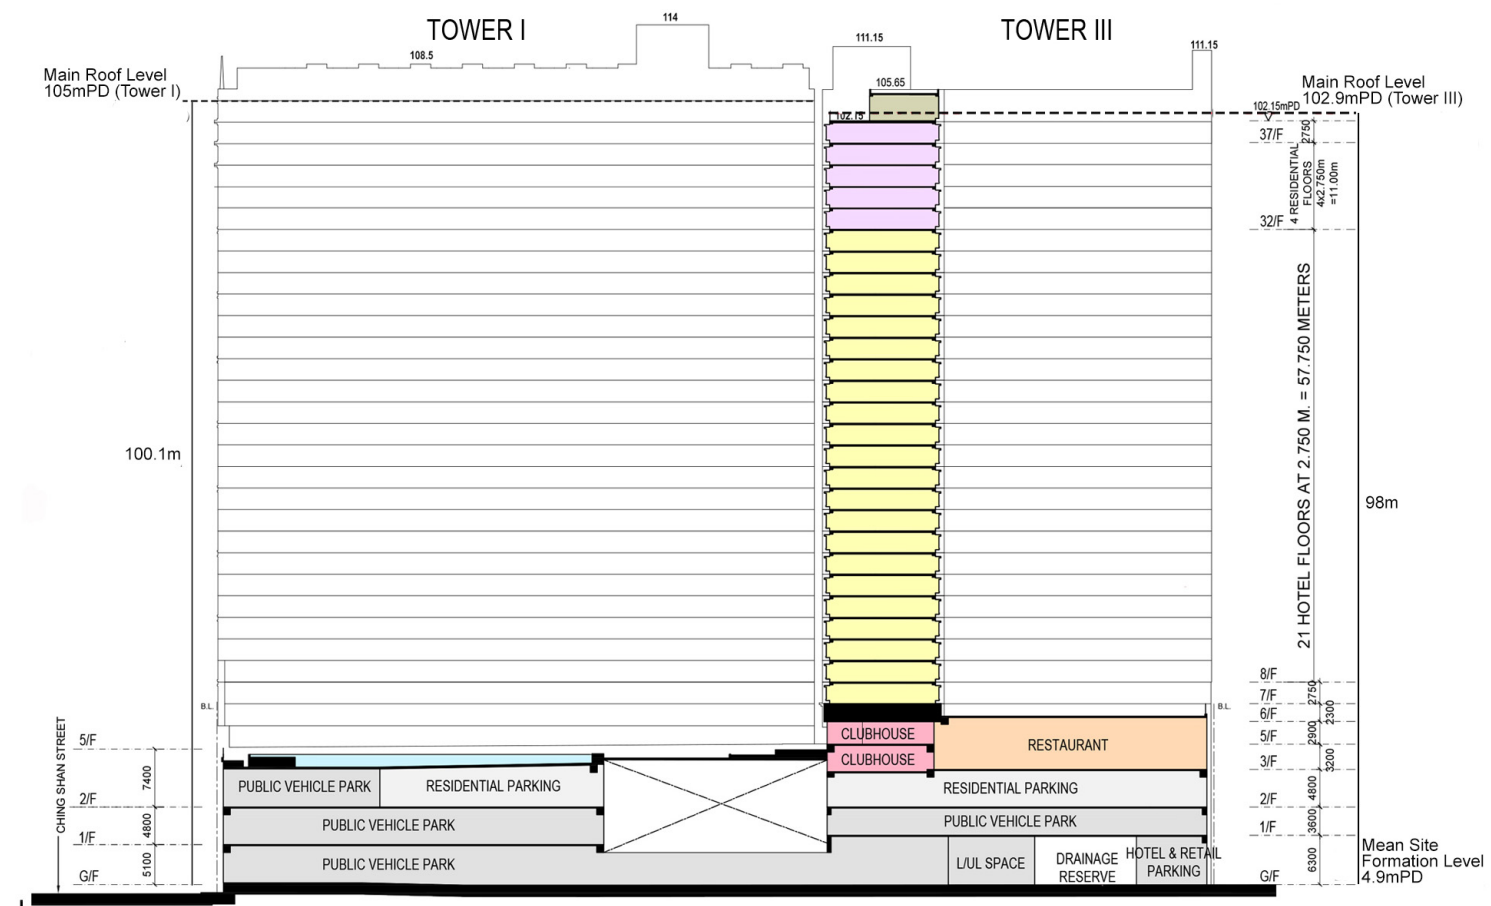 TOWER I
114
TOWER III
111.15
111.15
108.5
Main Roof Level
105mPD (Tower I)
105.65
Main Roof Level
102.9mPD (Tower III)
102.15mPD
102.75
37/F
2750
4 RESIDENTIAL
FLOORS
4x2.750m
=11.00m
32/F
100.1m
98m
21 HOTEL FLOORS AT 2.750 M. = 57.750 METERS
8/F
7/F
2750
6/F
2300
5/F
2900
3/F
3200
B.L.
B.L.
CHING SHAN STREET
5/F
7400
2/F
4800
1/F
5100
G/F
CLUBHOUSE
CLUBHOUSE
RESTAURANT
PUBLIC VEHICLE PARK
RESIDENTIAL PARKING
RESIDENTIAL PARKING
4800
2/F
PUBLIC VEHICLE PARK
PUBLIC VEHICLE PARK
3600
1/F
PUBLIC VEHICLE PARK
L/UL SPACE
DRAINAGE
RESERVE
HOTEL & RETAIL
PARKING
6300
G/F
Mean Site
Formation Level
4.9mPD